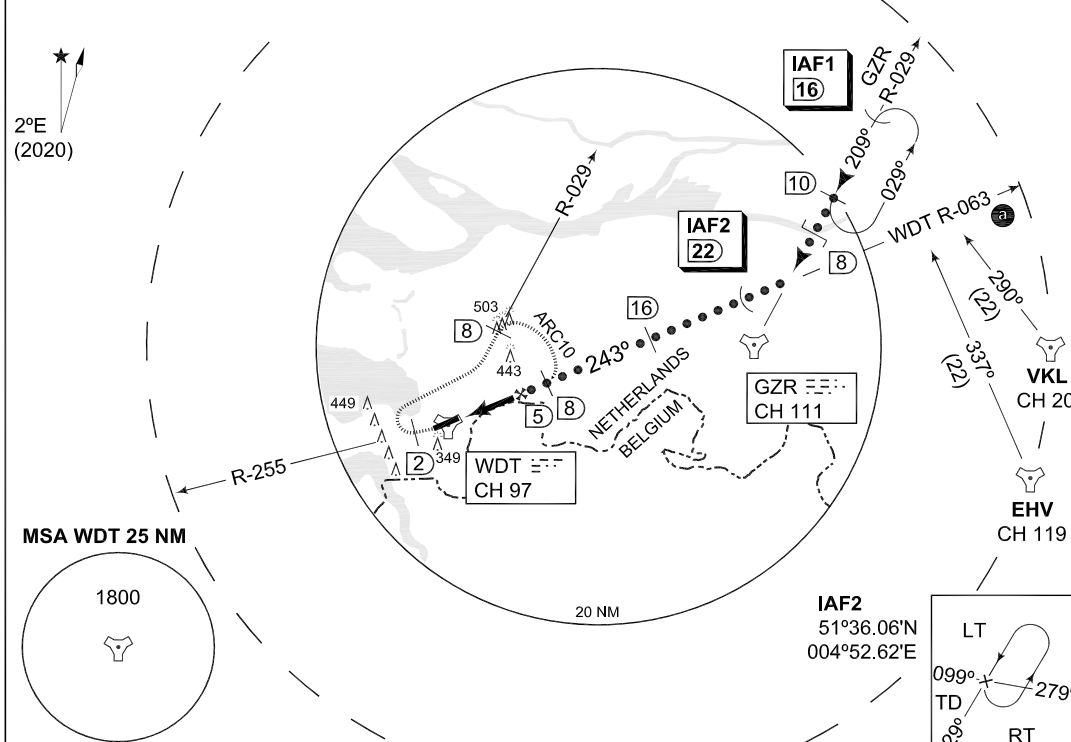 2ºE
(2020)
IAF1
16
GZR
R-029
209º
029º
10
WDT R-063
a
IAF2
22
8
R-029
290º
(22)
337º
(22)
16
503
8
ARC10
243º
443
NETHERLANDS
BELGIUM
VKL
CH 20
GZR
CH 111
449
5
8
2
349
WDT
CH 97
R-255
EHV
CH 119
MSA WDT 25 NM
1800
20 NM
IAF2
51º36.06'N
004º52.62'E
LT
099º
279º
TD
29º
RT